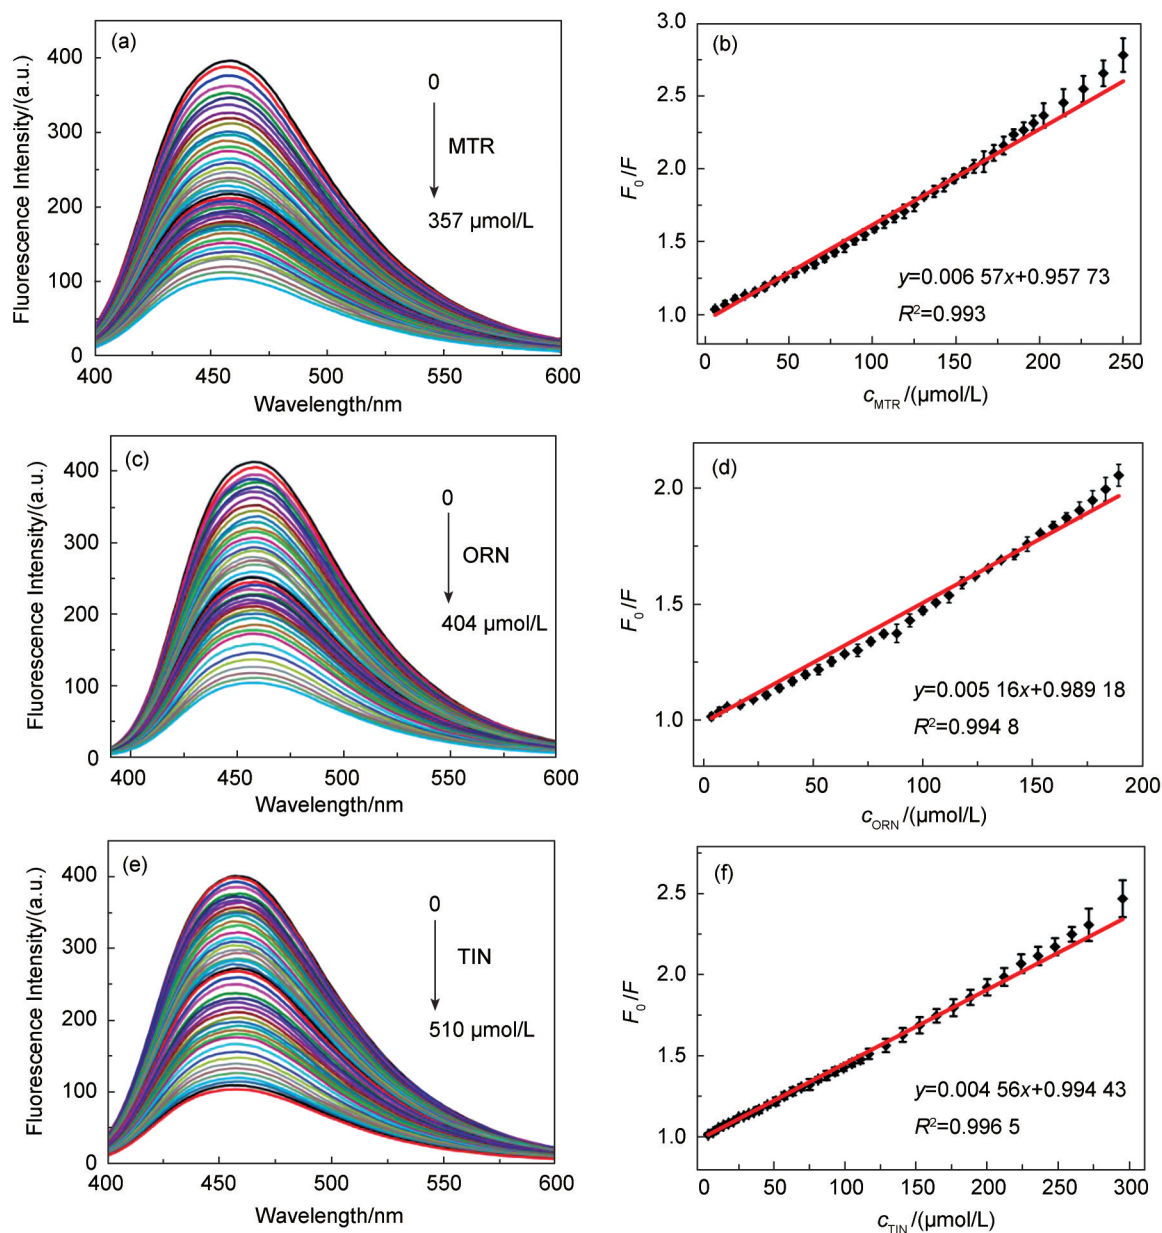 (a)
Fluorescence Intensity/(a.u.)
400
300
200
100
0
0
MTR
357 μmol/L
400 450 500 550 600
Wavelength/nm
(b)
F0/F
3.0
2.5
2.0
1.5
1.0
y=0.006 57x+0.957 73
R²=0.993
0 50 100 150 200 250
cMTR/(μmol/L)
(c)
Fluorescence Intensity/(a.u.)
400
300
200
100
0
0
ORN
404 μmol/L
400 450 500 550 600
Wavelength/nm
(d)
F0/F
2.0
1.5
1.0
y=0.005 16x+0.989 18
R²=0.994 8
0 50 100 150 200
cORN/(μmol/L)
(e)
Fluorescence Intensity/(a.u.)
400
300
200
100
0
0
TIN
510 μmol/L
400 450 500 550 600
Wavelength/nm
(f)
F0/F
2.5
2.0
1.5
1.0
y=0.004 56x+0.994 43
R²=0.996 5
0 50 100 150 200 250 300
cTIN/(μmol/L)